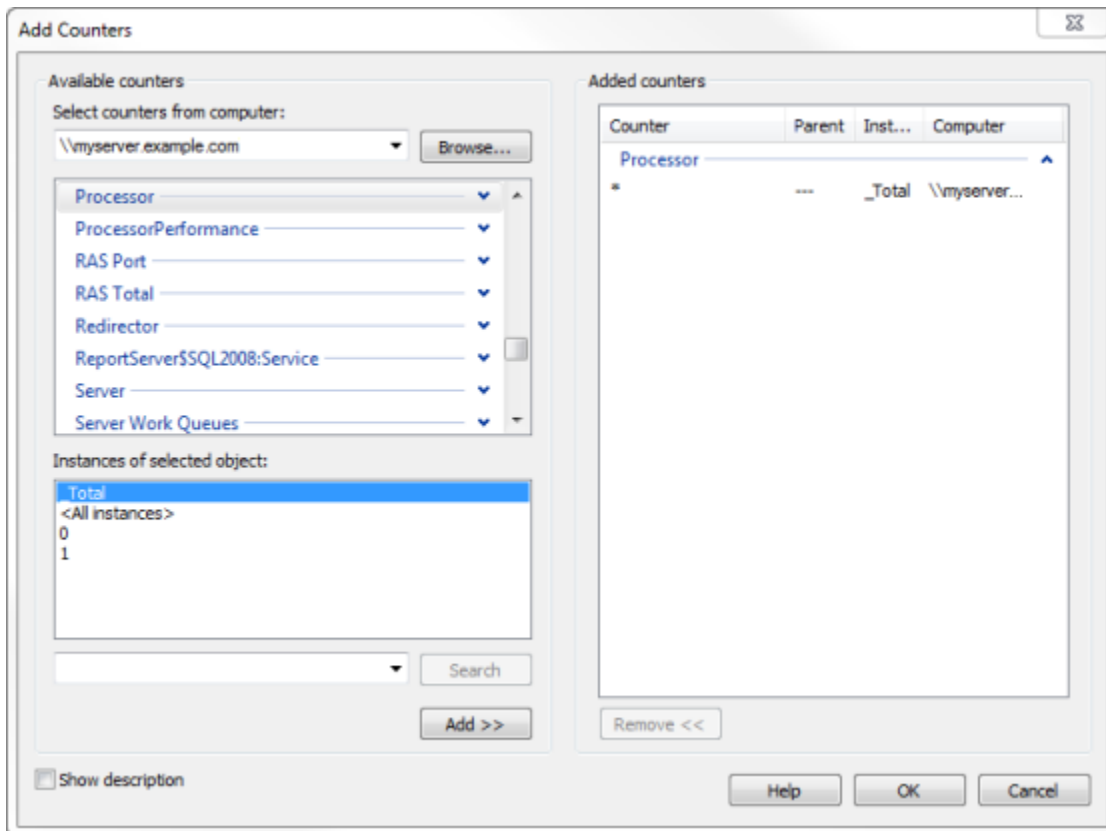 Add Counters
Available counters
Select counters from computer:
\\myserver.example.com
Browse...
Processor
ProcessorPerformance
RAS Port
RAS Total
Redirector
ReportServer$SQL2008:Service
Server
Server Work Queues
Instances of selected object:
_Total
<All instances>
0
1
Search
Add >>
Show description
Added counters
Counter Parent Inst... Computer
Processor
* --- _Total \\myserver...
Remove <<
Help OK Cancel